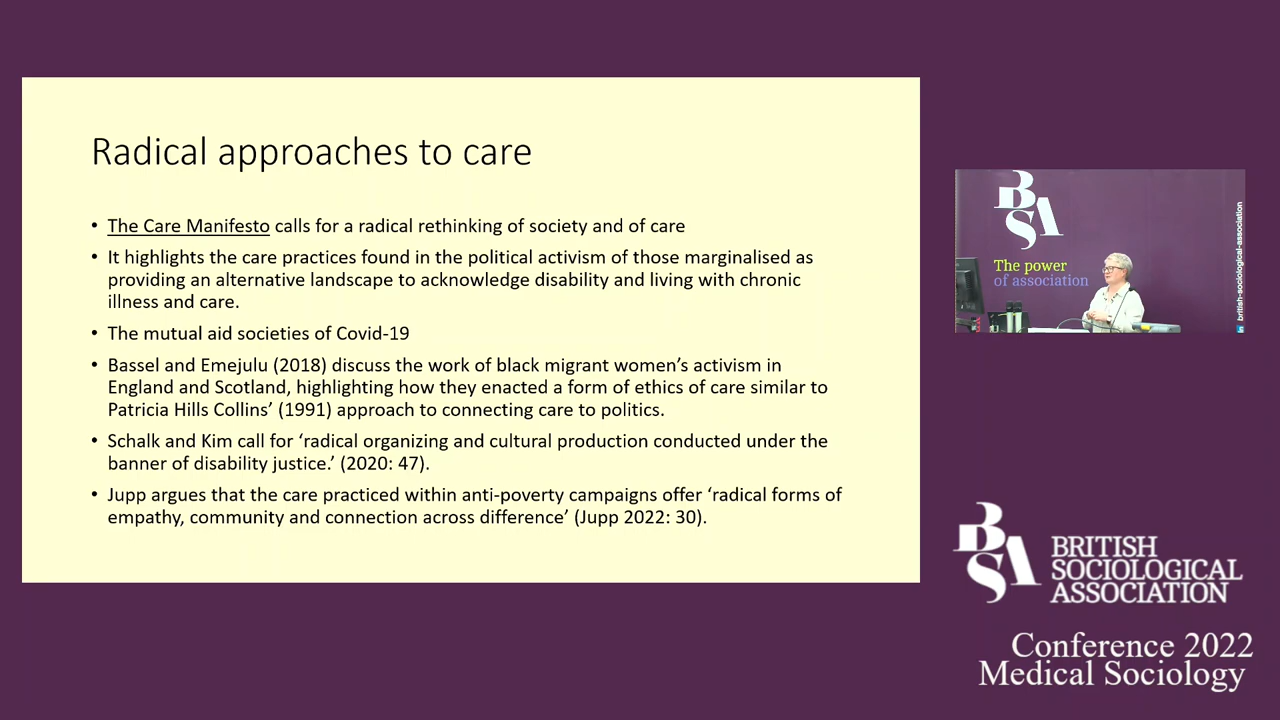 Radical approaches to care
• The Care Manifesto calls for a radical rethinking of society and of care
• It highlights the care practices found in the political activism of those marginalised as
providing an alternative landscape to acknowledge disability and living with chronic
illness and care.
• The mutual aid societies of Covid-19
• Bassel and Emejulu (2018) discuss the work of black migrant women's activism in
England and Scotland, highlighting how they enacted a form of ethics of care similar to
Patricia Hills Collins' (1991) approach to connecting care to politics.
• Schalk and Kim call for 'radical organizing and cultural production conducted under the
banner of disability justice.' (2020: 47).
• Jupp argues that the care practiced within anti-poverty campaigns offer 'radical forms of
empathy, community and connection across difference' (Jupp 2022: 30).
BSA
The power
of association
british-sociological-association
in
BSA
BRITISH
SOCIOLOGICAL
ASSOCIATION
Conference 2022
Medical Sociology